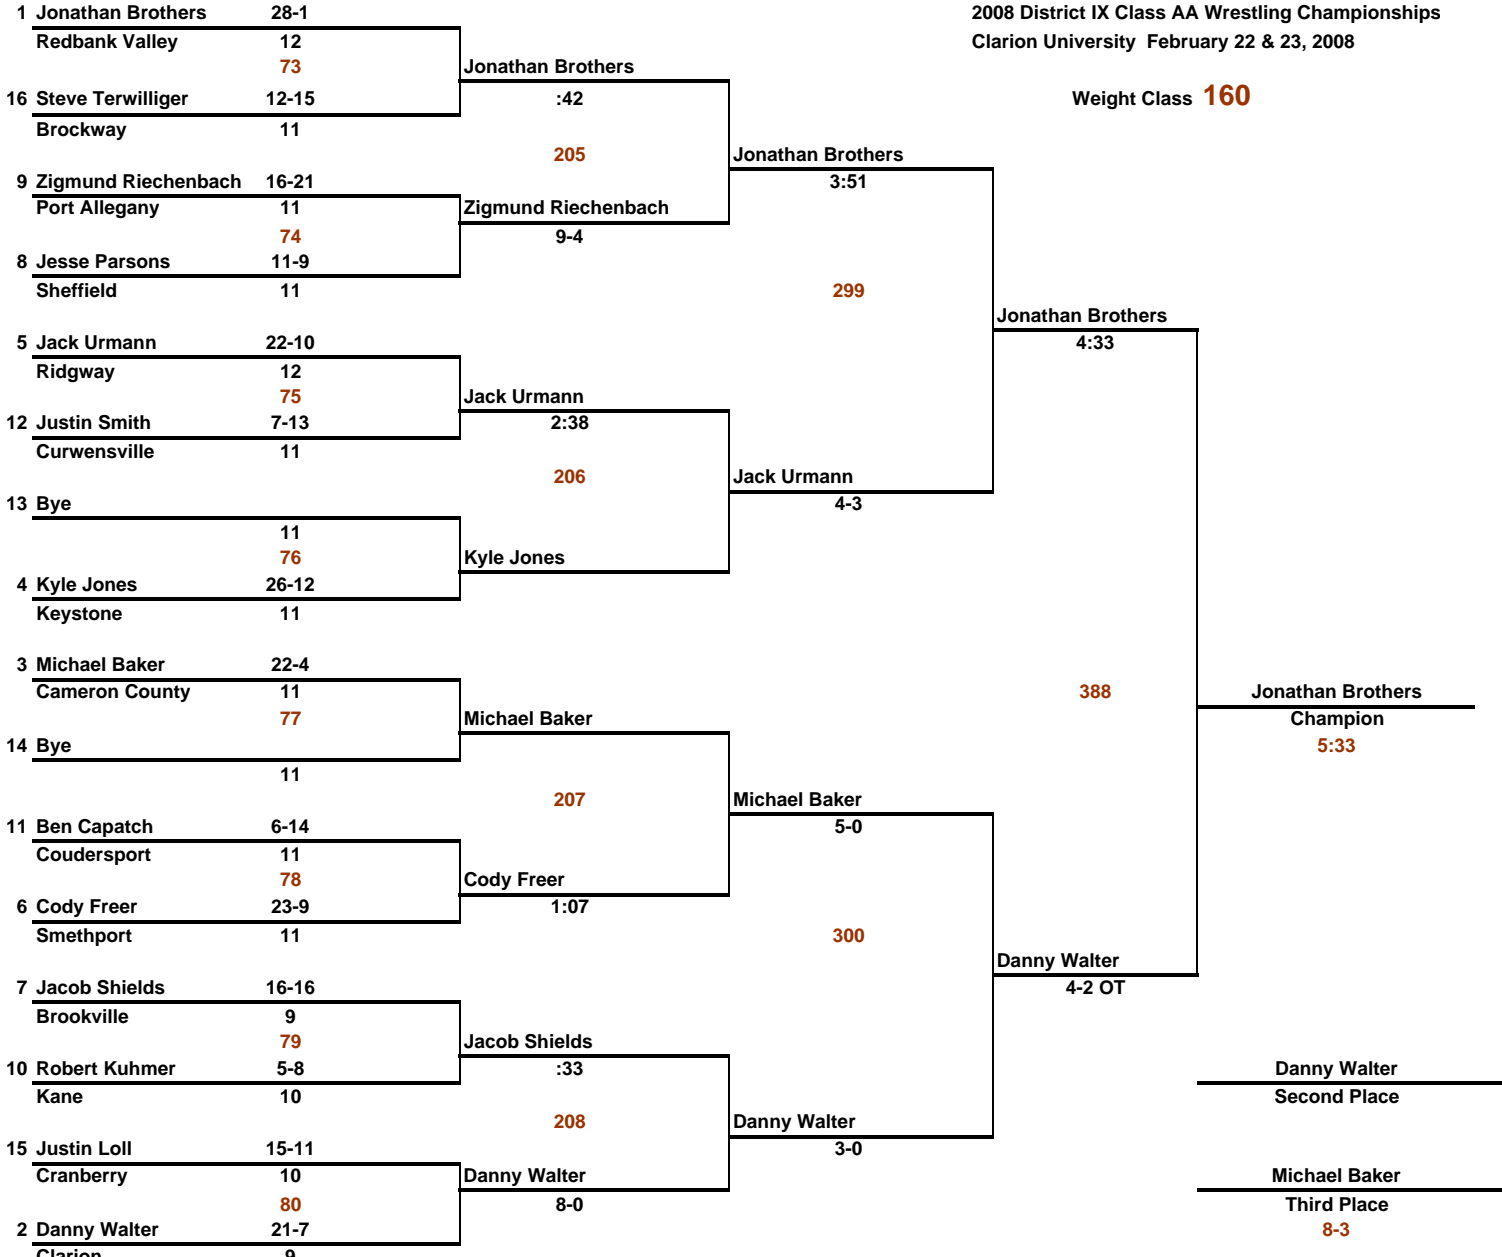 1 Jonathan Brothers 28-1
2008 District IX Class AA Wrestling Championships
Redbank Valley 12
Clarion University February 22 & 23, 2008
73
Jonathan Brothers
16 Steve Terwilliger 12-15
:42
Weight Class 160
Brockway 11
205
Jonathan Brothers
9 Zigmund Riechenbach 16-21
3:51
Port Allegany 11
Zigmund Riechenbach
74
9-4
8 Jesse Parsons 11-9
Sheffield 11
299
Jonathan Brothers
5 Jack Urmann 22-10
4:33
Ridgway 12
75
Jack Urmann
12 Justin Smith 7-13
2:38
Curwensville 11
206
Jack Urmann
13 Bye
4-3
11
76
Kyle Jones
4 Kyle Jones 26-12
Keystone 11
3 Michael Baker 22-4
Cameron County 11
388
Jonathan Brothers
77
Michael Baker
Champion
14 Bye
5:33
11
207
Michael Baker
11 Ben Capatch 6-14
5-0
Coudersport 11
78
Cody Freer
6 Cody Freer 23-9
1:07
Smethport 11
300
Danny Walter
7 Jacob Shields 16-16
4-2 OT
Brookville 9
79
Jacob Shields
10 Robert Kuhmer 5-8
:33
Danny Walter
Kane 10
Second Place
208
Danny Walter
15 Justin Loll 15-11
3-0
Cranberry 10
Danny Walter
Michael Baker
80
8-0
Third Place
2 Danny Walter 21-7
8-3
Clarion 9